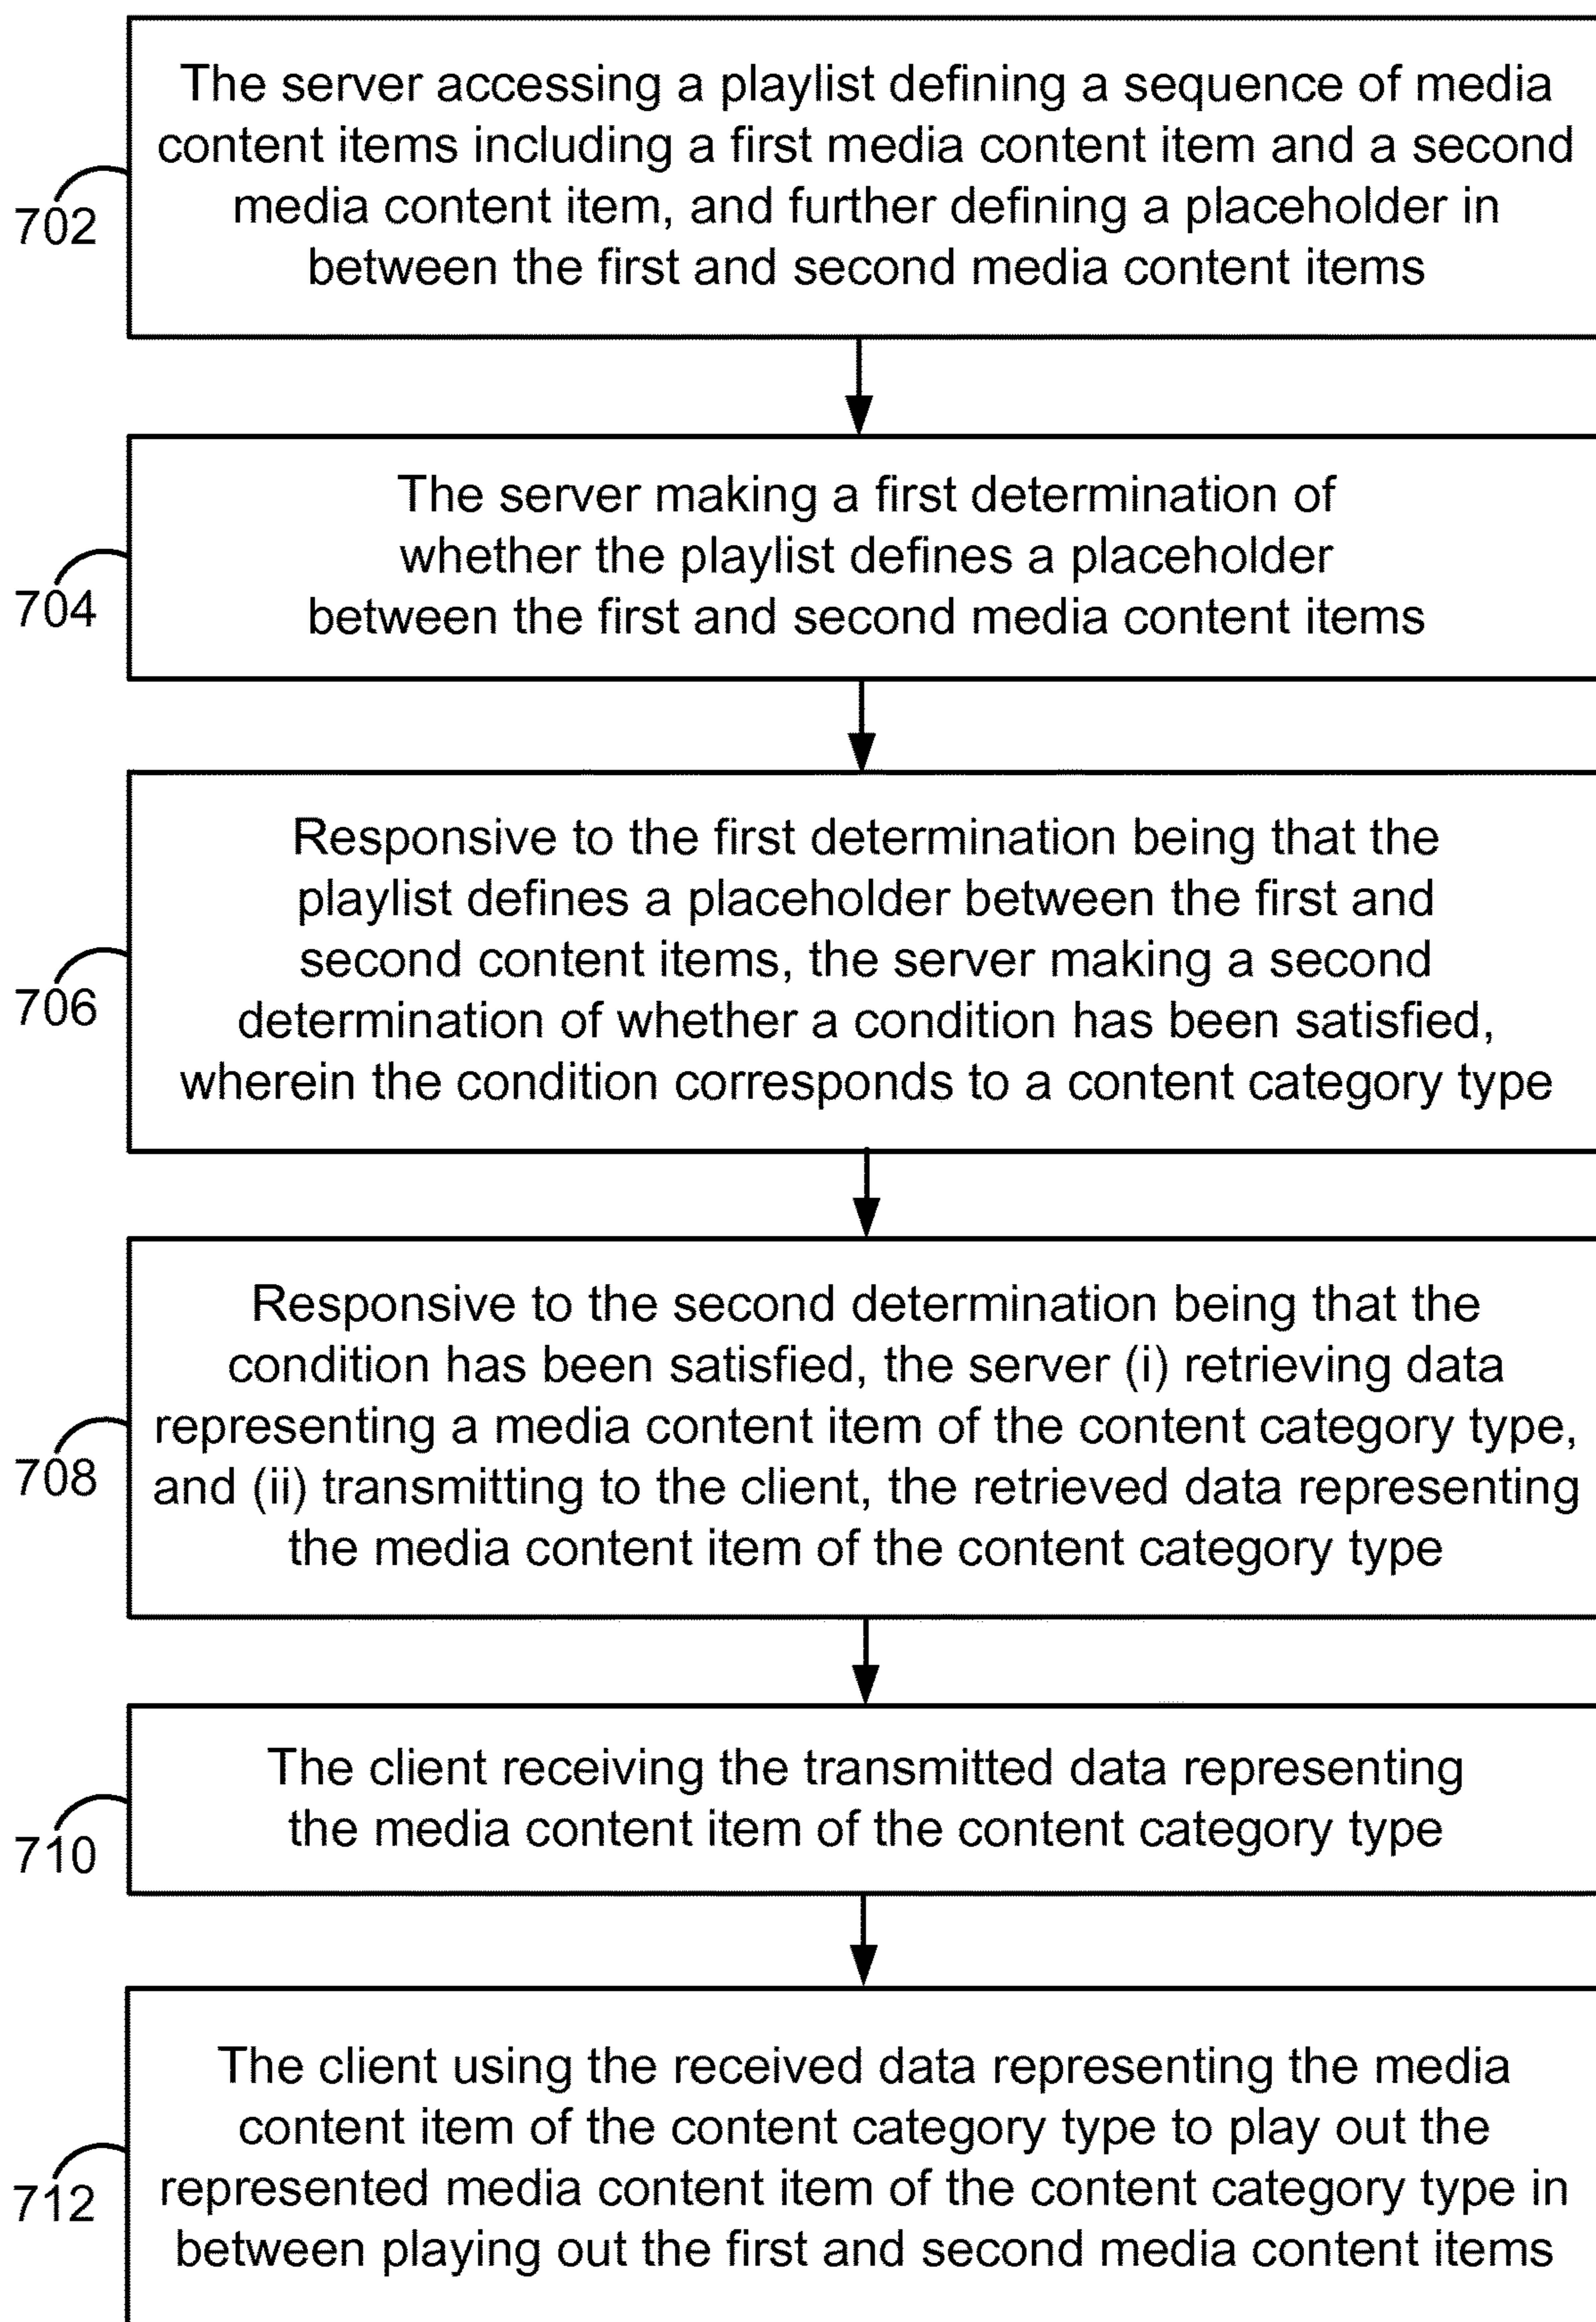 The server accessing a playlist defining a sequence of media
content items including a first media content item and a second
media content item, and further defining a placeholder in
between the first and second media content items
702
The server making a first determination of
whether the playlist defines a placeholder
between the first and second media content items
704
Responsive to the first determination being that the
playlist defines a placeholder between the first and
second content items, the server making a second
determination of whether a condition has been satisfied,
wherein the condition corresponds to a content category type
706
Responsive to the second determination being that the
condition has been satisfied, the server (i) retrieving data
representing a media content item of the content category type,
and (ii) transmitting to the client, the retrieved data representing
the media content item of the content category type
708
The client receiving the transmitted data representing
the media content item of the content category type
710
The client using the received data representing the media
content item of the content category type to play out the
represented media content item of the content category type in
between playing out the first and second media content items
712